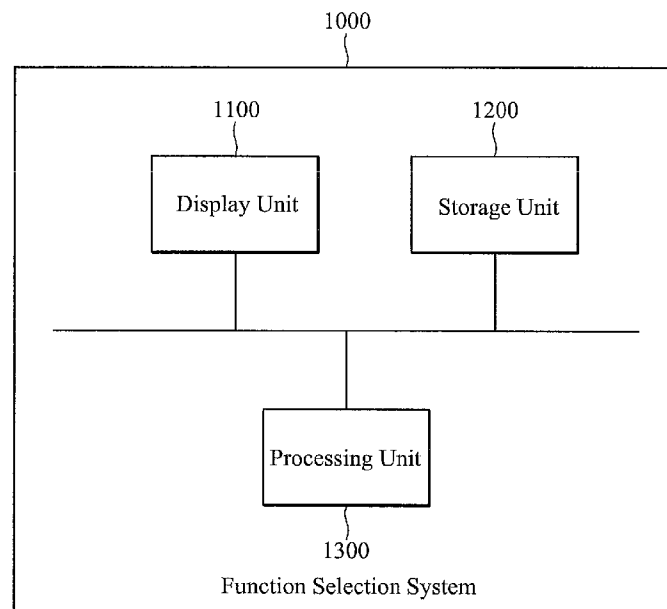 1000
1100
1200
Display Unit
Storage Unit
Processing Unit
1300
Function Selection System